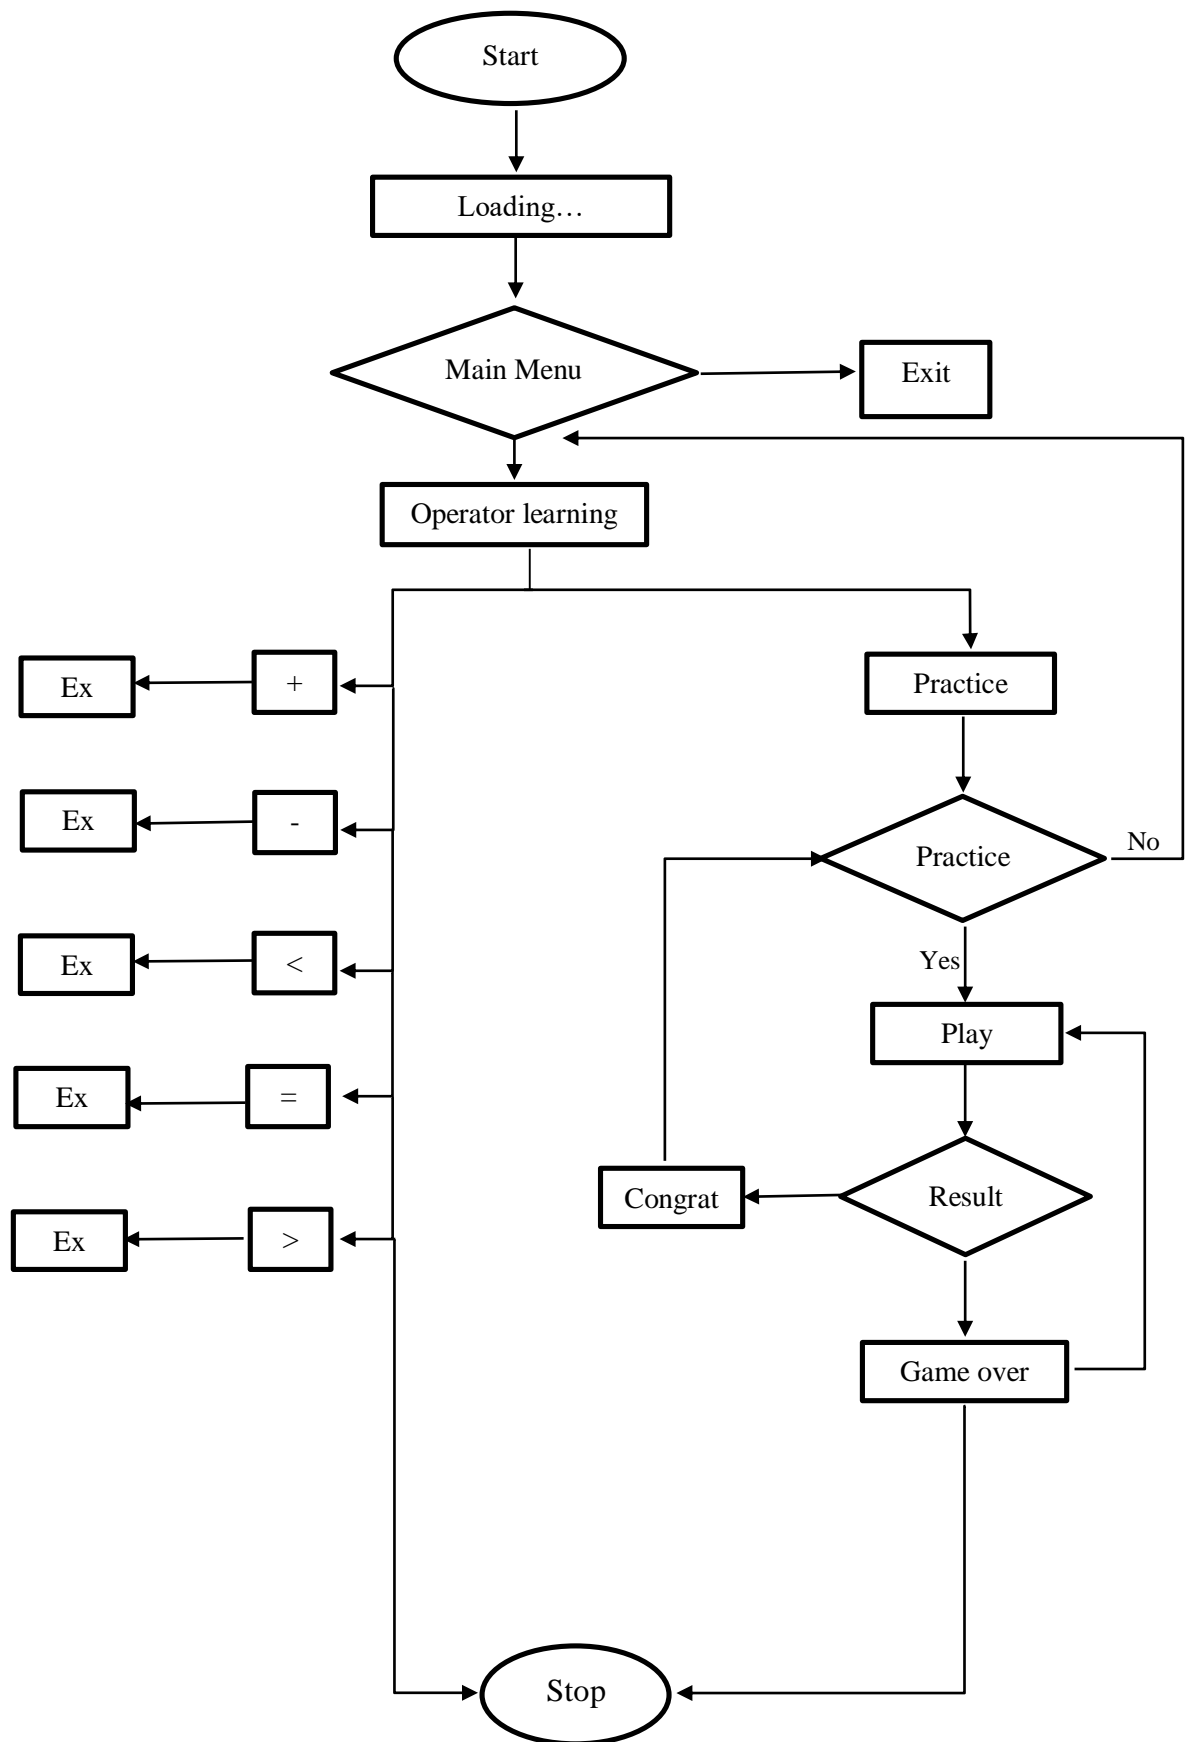 Start
Loading…
Main Menu
Exit
Operator learning
Ex
+
Practice
Ex
-
Practice
No
Yes
Ex
<
Play
Ex
=
Congrat
Result
Ex
>
Game over
Stop